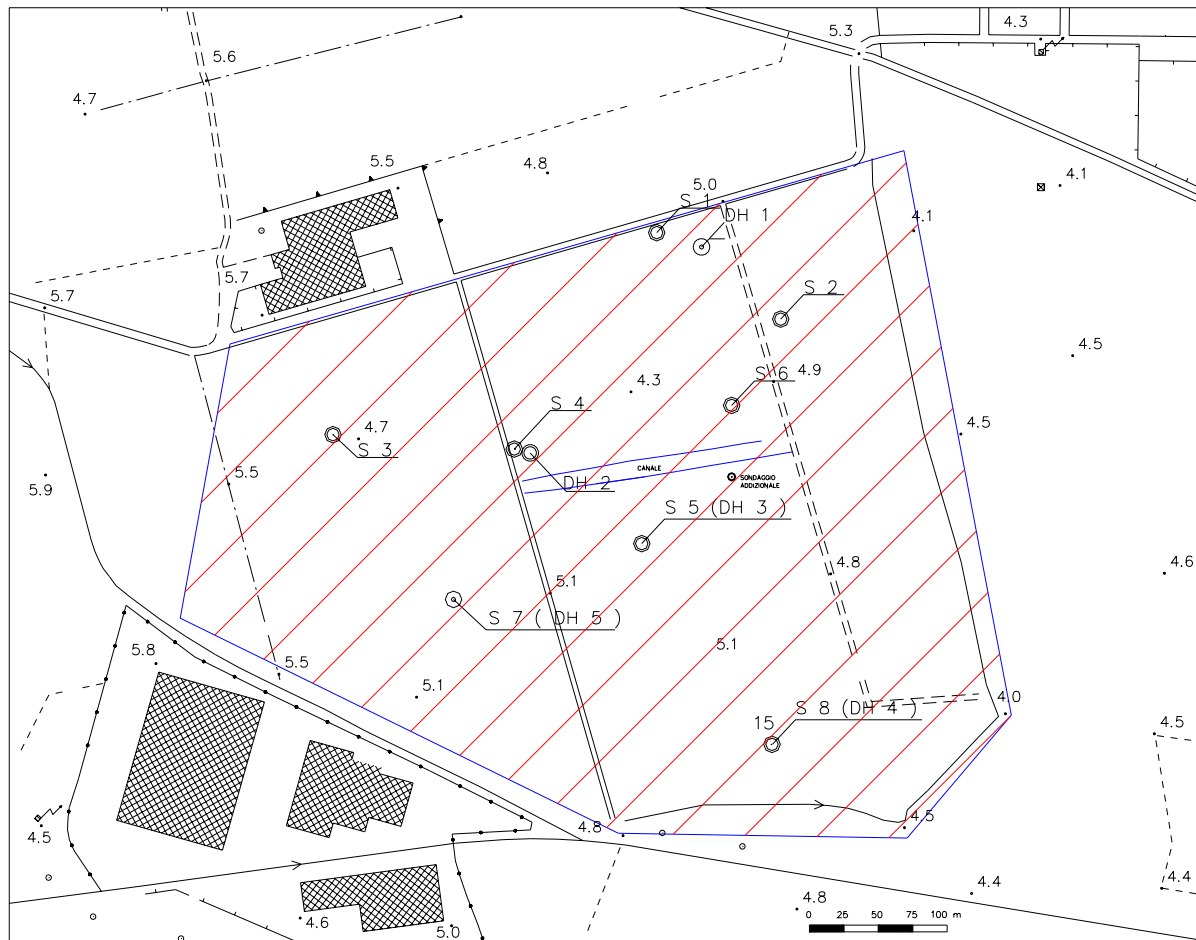 4.3
5.3
5.6
4.7
5.5
4.8
4.1
5.0
S 1
DH 1
4.1
5.7
5.7
S 2
4.5
S 6
4.9
4.3
S 4
4.7
S 3
4.5
CANALE
5.5
SONDAGGIO
ADDIZIONALE
DH 2
5.9
S 5 (DH 3 )
4.6
4.8
5.1
S 7 ( DH 5 )
5.1
5.8
5.5
5.1
4.0
S 8 (DH 4 )
15
4.5
4.5
4.8
4.5
4.4
4.4
4.8
4.6
5.0
0 25 50 75 100 m